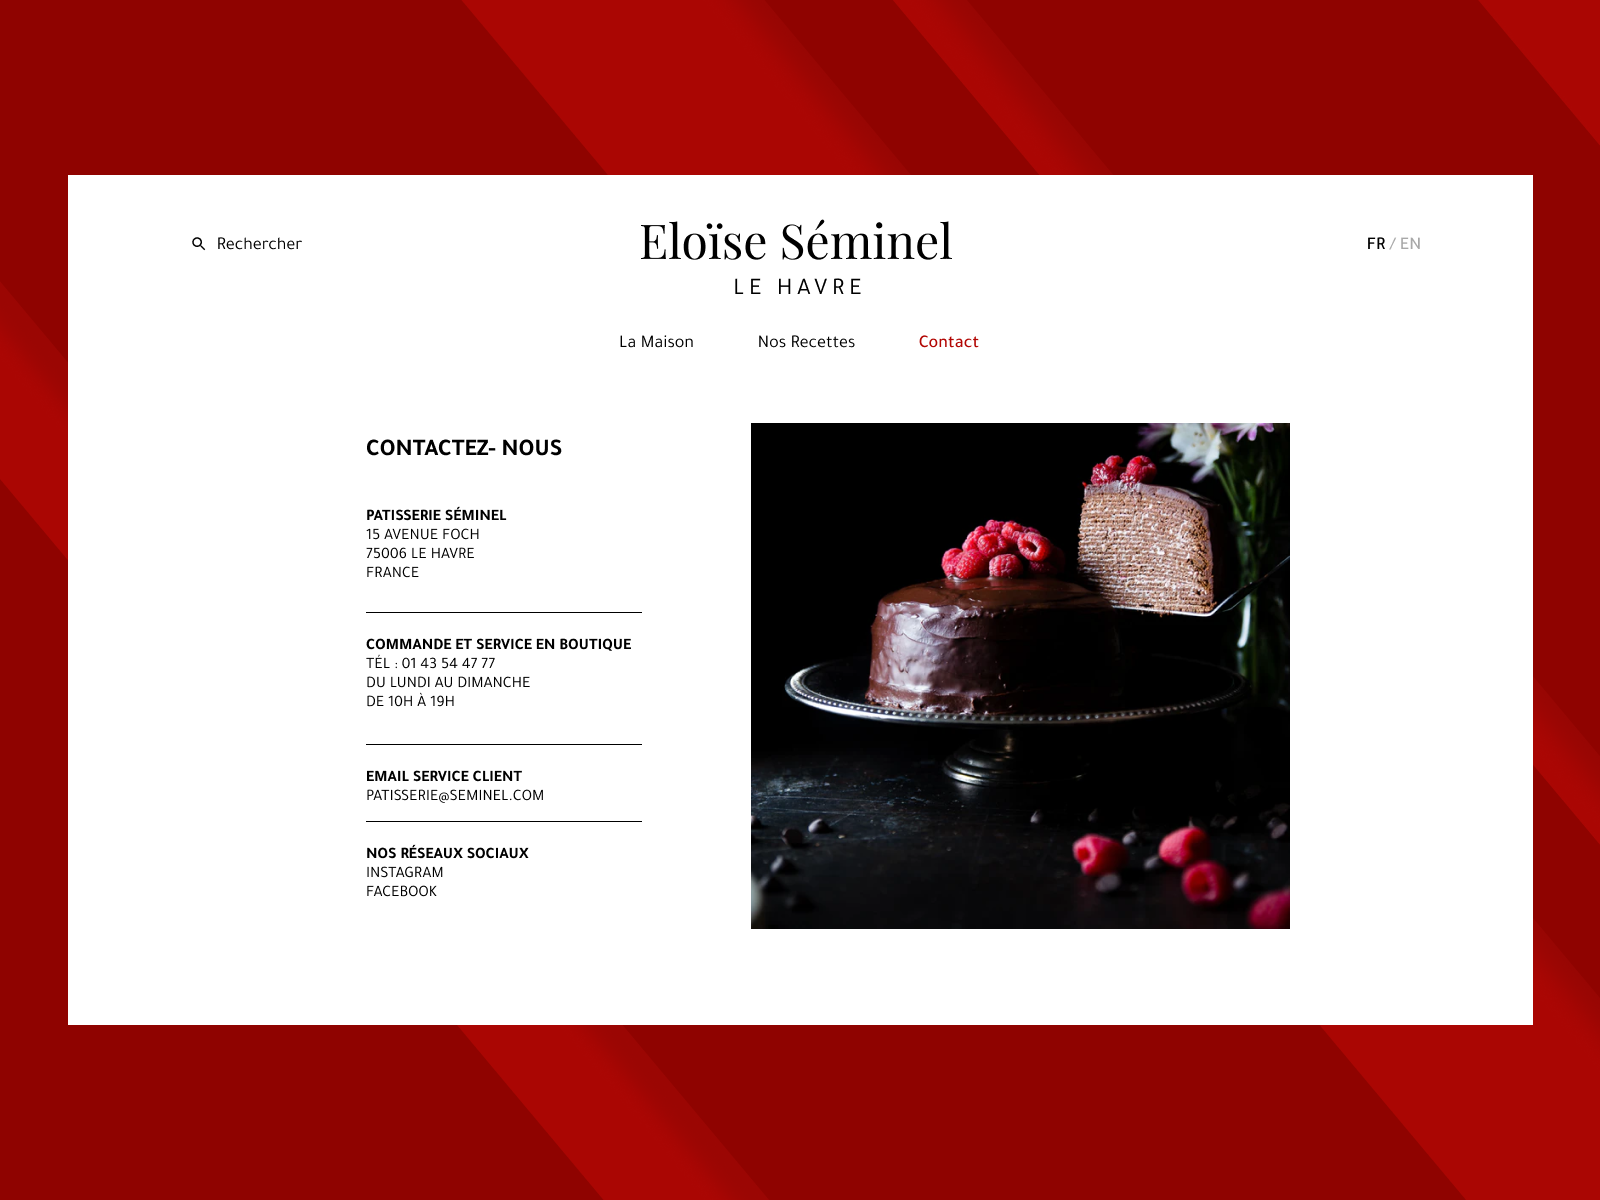 Rechercher
Eloïse Séminel
FR / EN
LE HAVRE
La Maison
Nos Recettes
Contact
CONTACTEZ- NOUS
PATISSERIE SÉMINEL
15 AVENUE FOCH
75006 LE HAVRE
FRANCE
COMMANDE ET SERVICE EN BOUTIQUE
TÉL : 01 43 54 47 77
DU LUNDI AU DIMANCHE
DE 10H À 19H
EMAIL SERVICE CLIENT
PATISSERIE@SEMINEL.COM
NOS RÉSEAUX SOCIAUX
INSTAGRAM
FACEBOOK